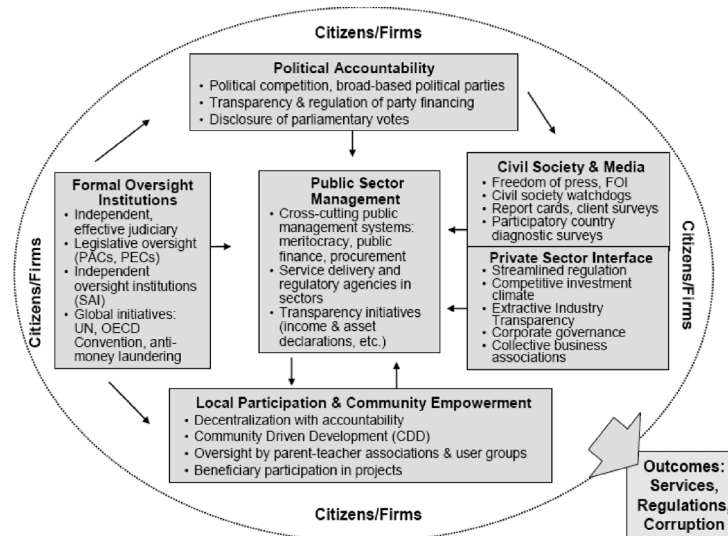 Citizens/Firms
Political Accountability
• Political competition, broad-based political parties
• Transparency & regulation of party financing
• Disclosure of parliamentary votes
Formal Oversight
Institutions
• Independent,
effective judiciary
• Legislative oversight
(PACs, PECs)
• Independent
oversight institutions
(SAI)
• Global initiatives:
UN, OECD
Convention, anti-
money laundering
Public Sector
Management
• Cross-cutting public
management systems:
meritocracy, public
finance, procurement
• Service delivery and
regulatory agencies in
sectors
• Transparency initiatives
(income & asset
declarations, etc.)
Civil Society & Media
• Freedom of press, FOI
• Civil society watchdogs
• Report cards, client surveys
• Participatory country
diagnostic surveys
Private Sector Interface
• Streamlined regulation
• Competitive investment
climate
• Extractive Industry
Transparency
• Corporate governance
• Collective business
associations
Citizens/Firms
Citizens/Firms
Local Participation & Community Empowerment
• Decentralization with accountability
• Community Driven Development (CDD)
• Oversight by parent-teacher associations & user groups
• Beneficiary participation in projects
Citizens/Firms
Outcomes:
Services,
Regulations,
Corruption